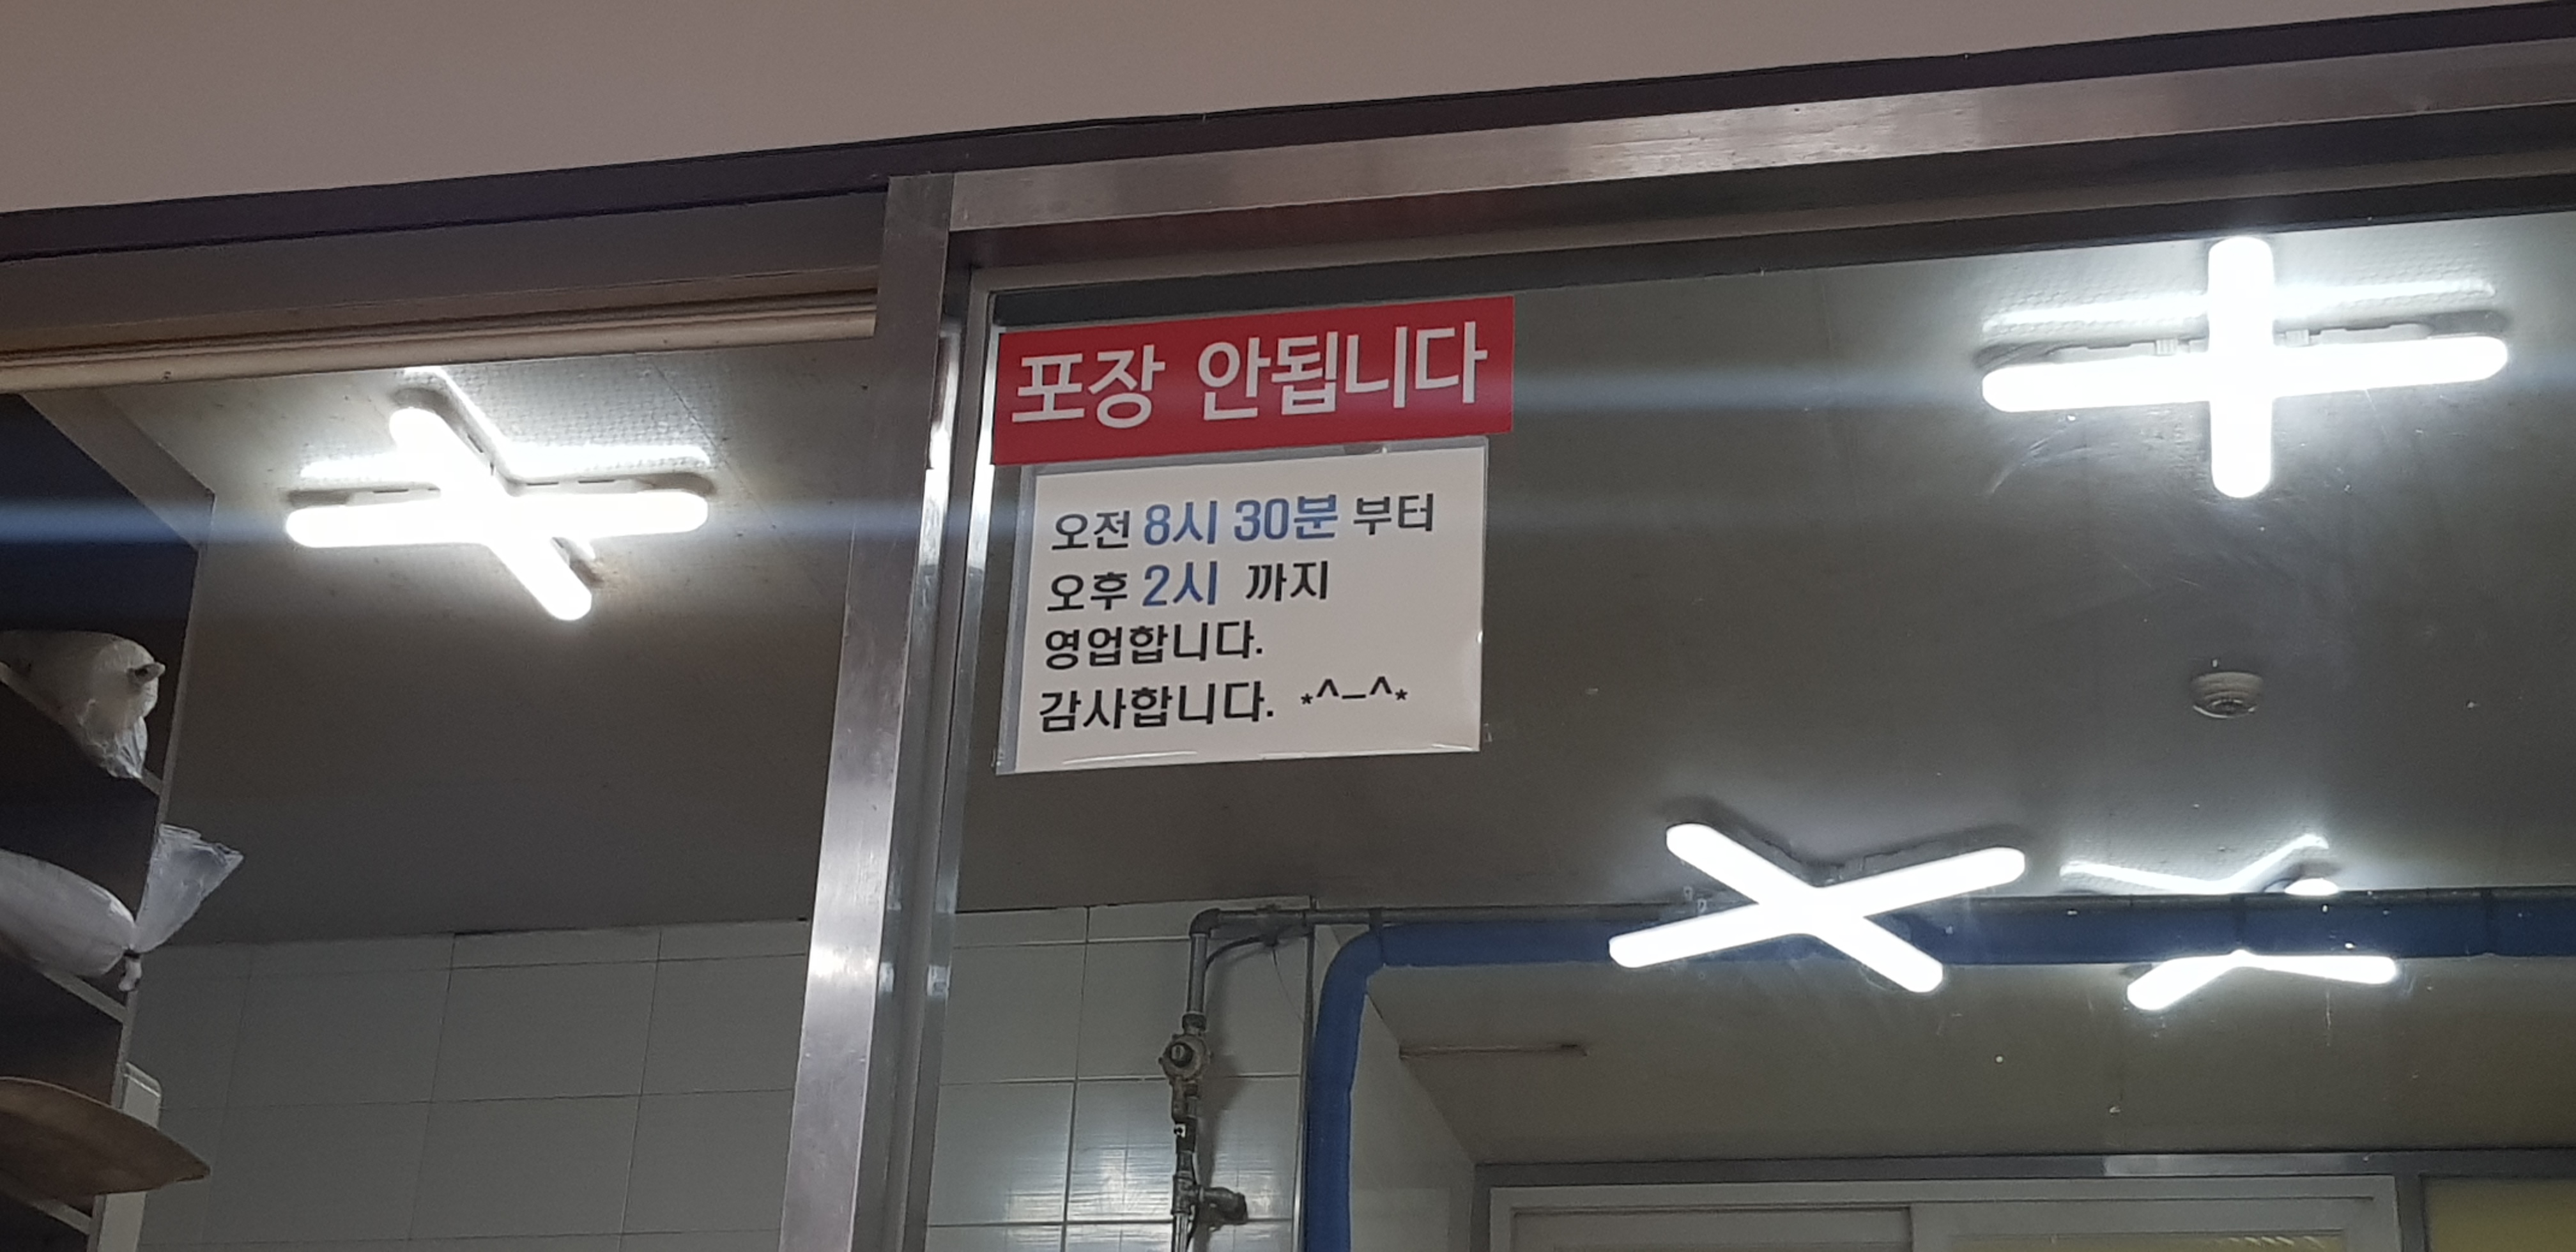 포장 안됩니다
오전 8시 30분 부터
오후 2시 까지
영업합니다.
감사합니다. *^-^*